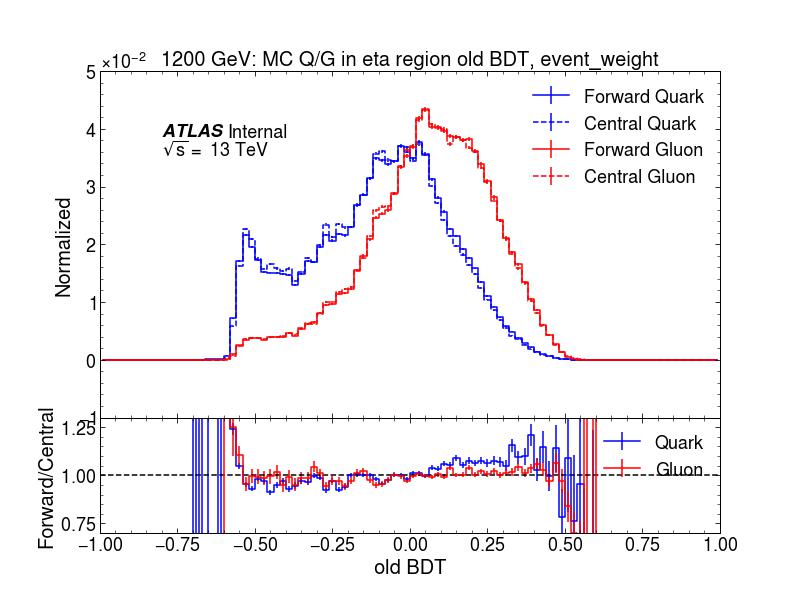 ×10⁻²
1200 GeV: MC Q/G in eta region old BDT, event_weight
ATLAS Internal
√s = 13 TeV
Forward Quark
Central Quark
Forward Gluon
Central Gluon
5
4
3
2
1
0
−1
Normalized
1.25
1.00
0.75
Forward/Central
Quark
Gluon
−1.00 −0.75 −0.50 −0.25 0.00 0.25 0.50 0.75 1.00
old BDT